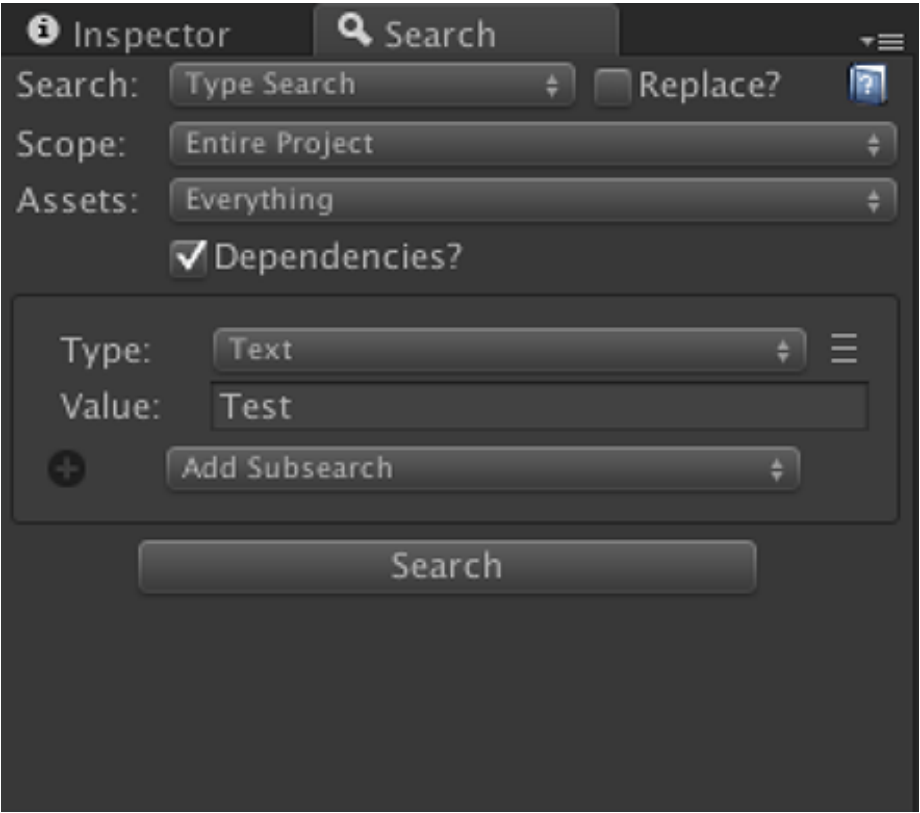 Inspector Search
Search: Type Search Replace?
Scope: Entire Project
Assets: Everything
Dependencies?
Type: Text
Value: Test
Add Subsearch
Search